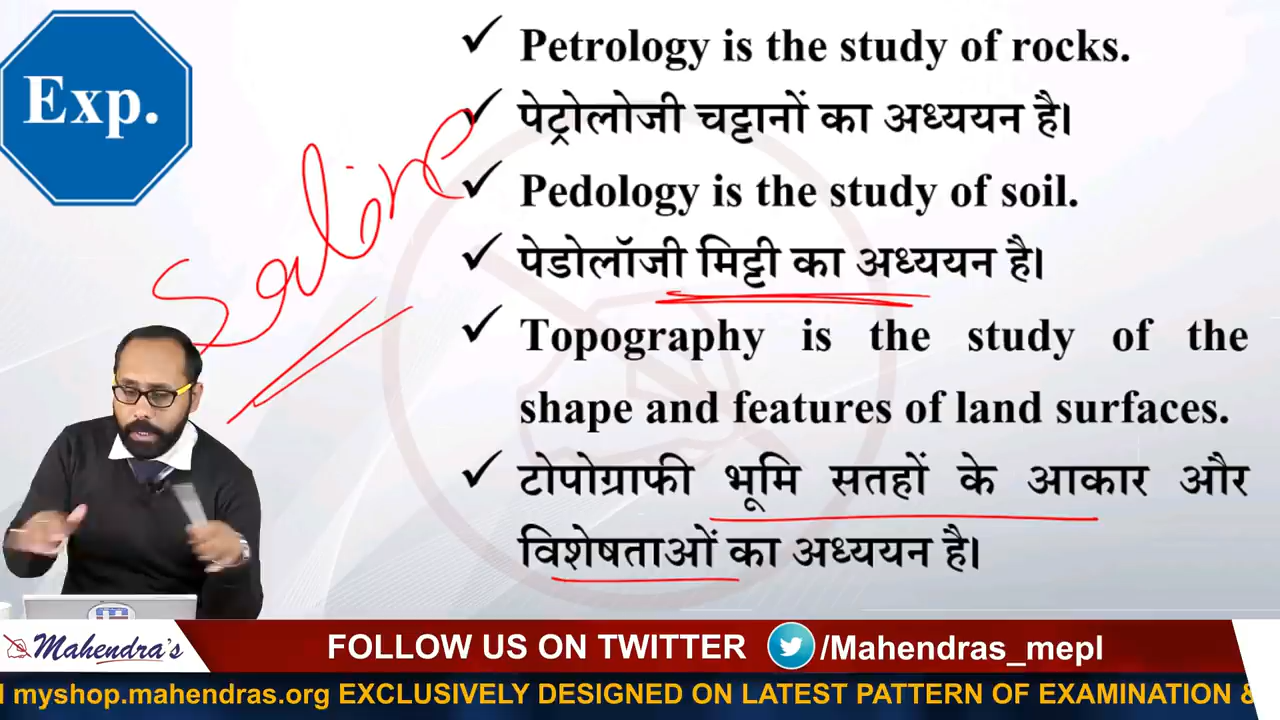 Exp.
✓ Petrology is the study of rocks.
✓ पेट्रोलोजी चट्टानों का अध्ययन है।
✓ Pedology is the study of soil.
✓ पेडोलॉजी मिट्टी का अध्ययन है।
✓ Topography is the study of the
shape and features of land surfaces.
✓ टोपोग्राफी भूमि सतहों के आकार और
विशेषताओं का अध्ययन है।
Saline
Mahendra's
FOLLOW US ON TWITTER /Mahendras_mepl
myshop.mahendras.org EXCLUSIVELY DESIGNED ON LATEST PATTERN OF EXAMINATION &